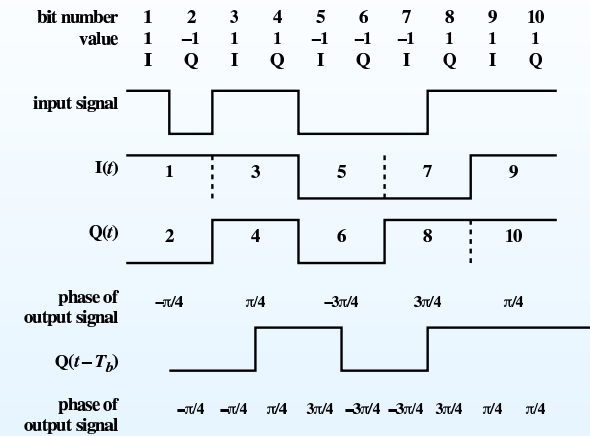 bit number 1 2 3 4 5 6 7 8 9 10
value 1 –1 1 1 –1 –1 –1 1 1 1
I Q I Q I Q I Q I Q
input signal
I(t) 1 3 5 7 9
Q(t) 2 4 6 8 10
phase of
output signal –π/4 π/4 –3π/4 3π/4 π/4
Q(t – Tb)
phase of
output signal –π/4 –π/4 π/4 3π/4 –3π/4 –3π/4 3π/4 π/4 π/4